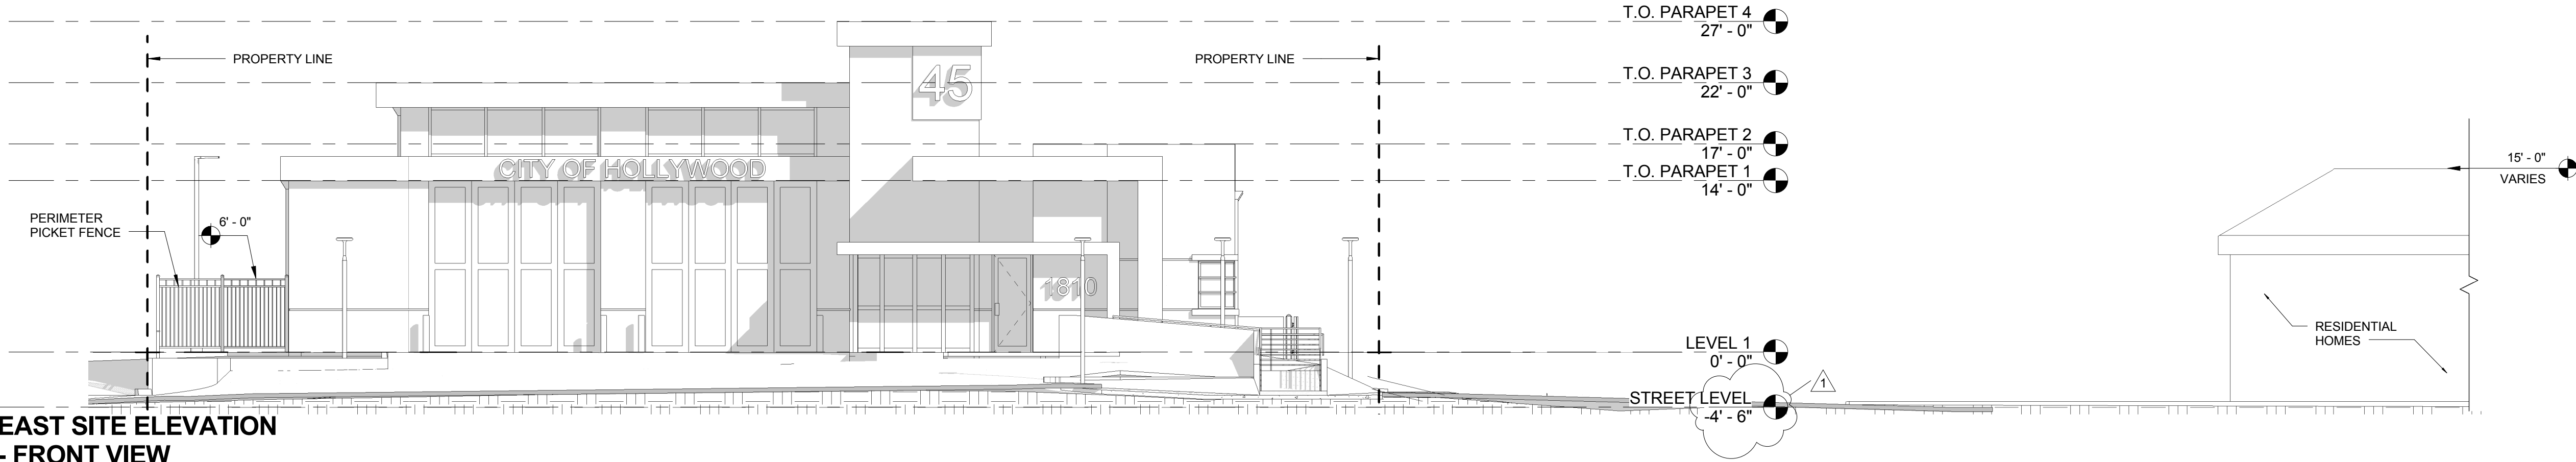 T.O. PARAPET 4
27' - 0"
PROPERTY LINE
PROPERTY LINE
45
T.O. PARAPET 3
22' - 0"
T.O. PARAPET 2
17' - 0"
15' - 0"
VARIES
CITY OF HOLLYWOOD
T.O. PARAPET 1
14' - 0"
PERIMETER
PICKET FENCE
6' - 0"
1810
RESIDENTIAL
HOMES
LEVEL 1
0' - 0"
1
STREET LEVEL
-4' - 6"
EAST SITE ELEVATION
- FRONT VIEW